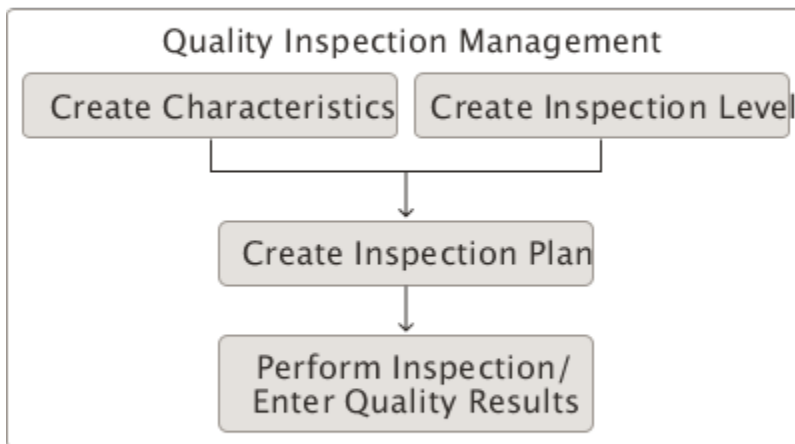 Quality Inspection Management
Create Characteristics
Create Inspection Level
Create Inspection Plan
Perform Inspection/
Enter Quality Results